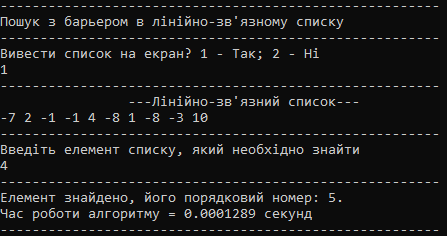 Пошук з барьером в лінійно-зв'язному списку
Вивести список на екран? 1 - Так; 2 - Ні
1
---Лінійно-зв'язний список---
-7 2 -1 -1 4 -8 1 -8 -3 10
Введіть елемент списку, який необхідно знайти
4
Елемент знайдено, його порядковий номер: 5.
Час роботи алгоритму = 0.0001289 секунд